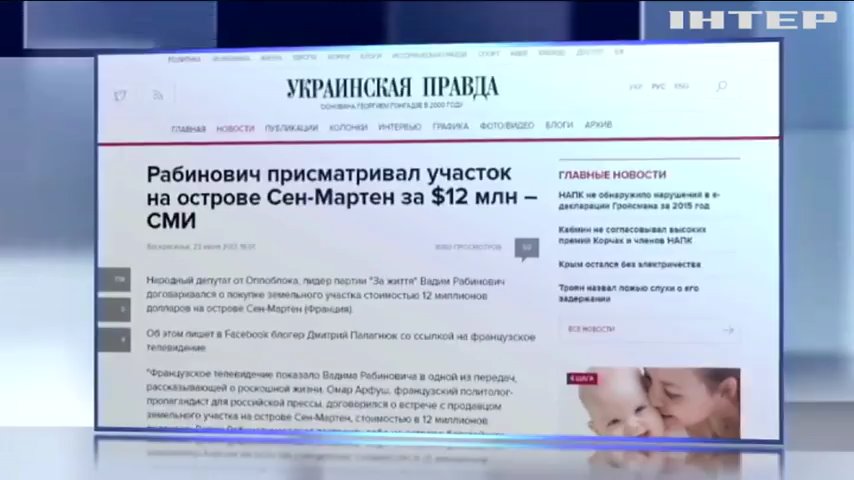 ІНТЕР
УКРАИНСКАЯ ПРАВДА
ОСНОВАНА ГЕОРГИЕМ ГОНГАДЗЕ В 2000 ГОДУ
УКР РУС ENG
ГЛАВНАЯ НОВОСТИ ПУБЛИКАЦИИ КОЛОНКИ ИНТЕРВЬЮ ГРАФИКА ФОТО/ВИДЕО БЛОГИ АРХИВ
Рабинович присматривал участок
на острове Сен-Мартен за $12 млн –
СМИ
ПРОСМОТРОВ
Народный депутат от Оппоблока, лидер партии "За життя" Вадим Рабинович
договаривался о покупке земельного участка стоимостью 12 миллионов
долларов на острове Сен-Мартен (Франция)
Об этом пишет в Facebook блогер Дмитрий Палагнюк со ссылкой на французское
телевидение
"Французское телевидение показало Вадима Рабиновича в одной из передач,
рассказывающей о роскошной жизни. Омар Арфуш, французский политолог-
пропагандист для российской прессы, договорился о встрече с продавцом
земельного участка на острове Сен-Мартен, стоимостью в 12 миллионов
ГЛАВНЫЕ НОВОСТИ
НАПК не обнаружило нарушения в е-
декларации Гройсмана за 2015 год
Кабмин не согласовывал высоких
премий Корчак и членов НАПК
Крым остался без электричества
Троян назвал ложью слухи о его
задержании
ВСЕ НОВОСТИ
4 ШАГА